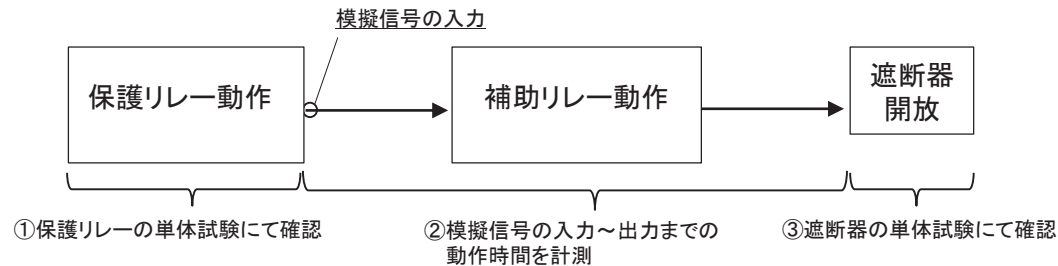 模擬信号の入力
保護リレー動作
補助リレー動作
遮断器
開放
①保護リレーの単体試験にて確認
②模擬信号の入力～出力までの
動作時間を計測
③遮断器の単体試験にて確認